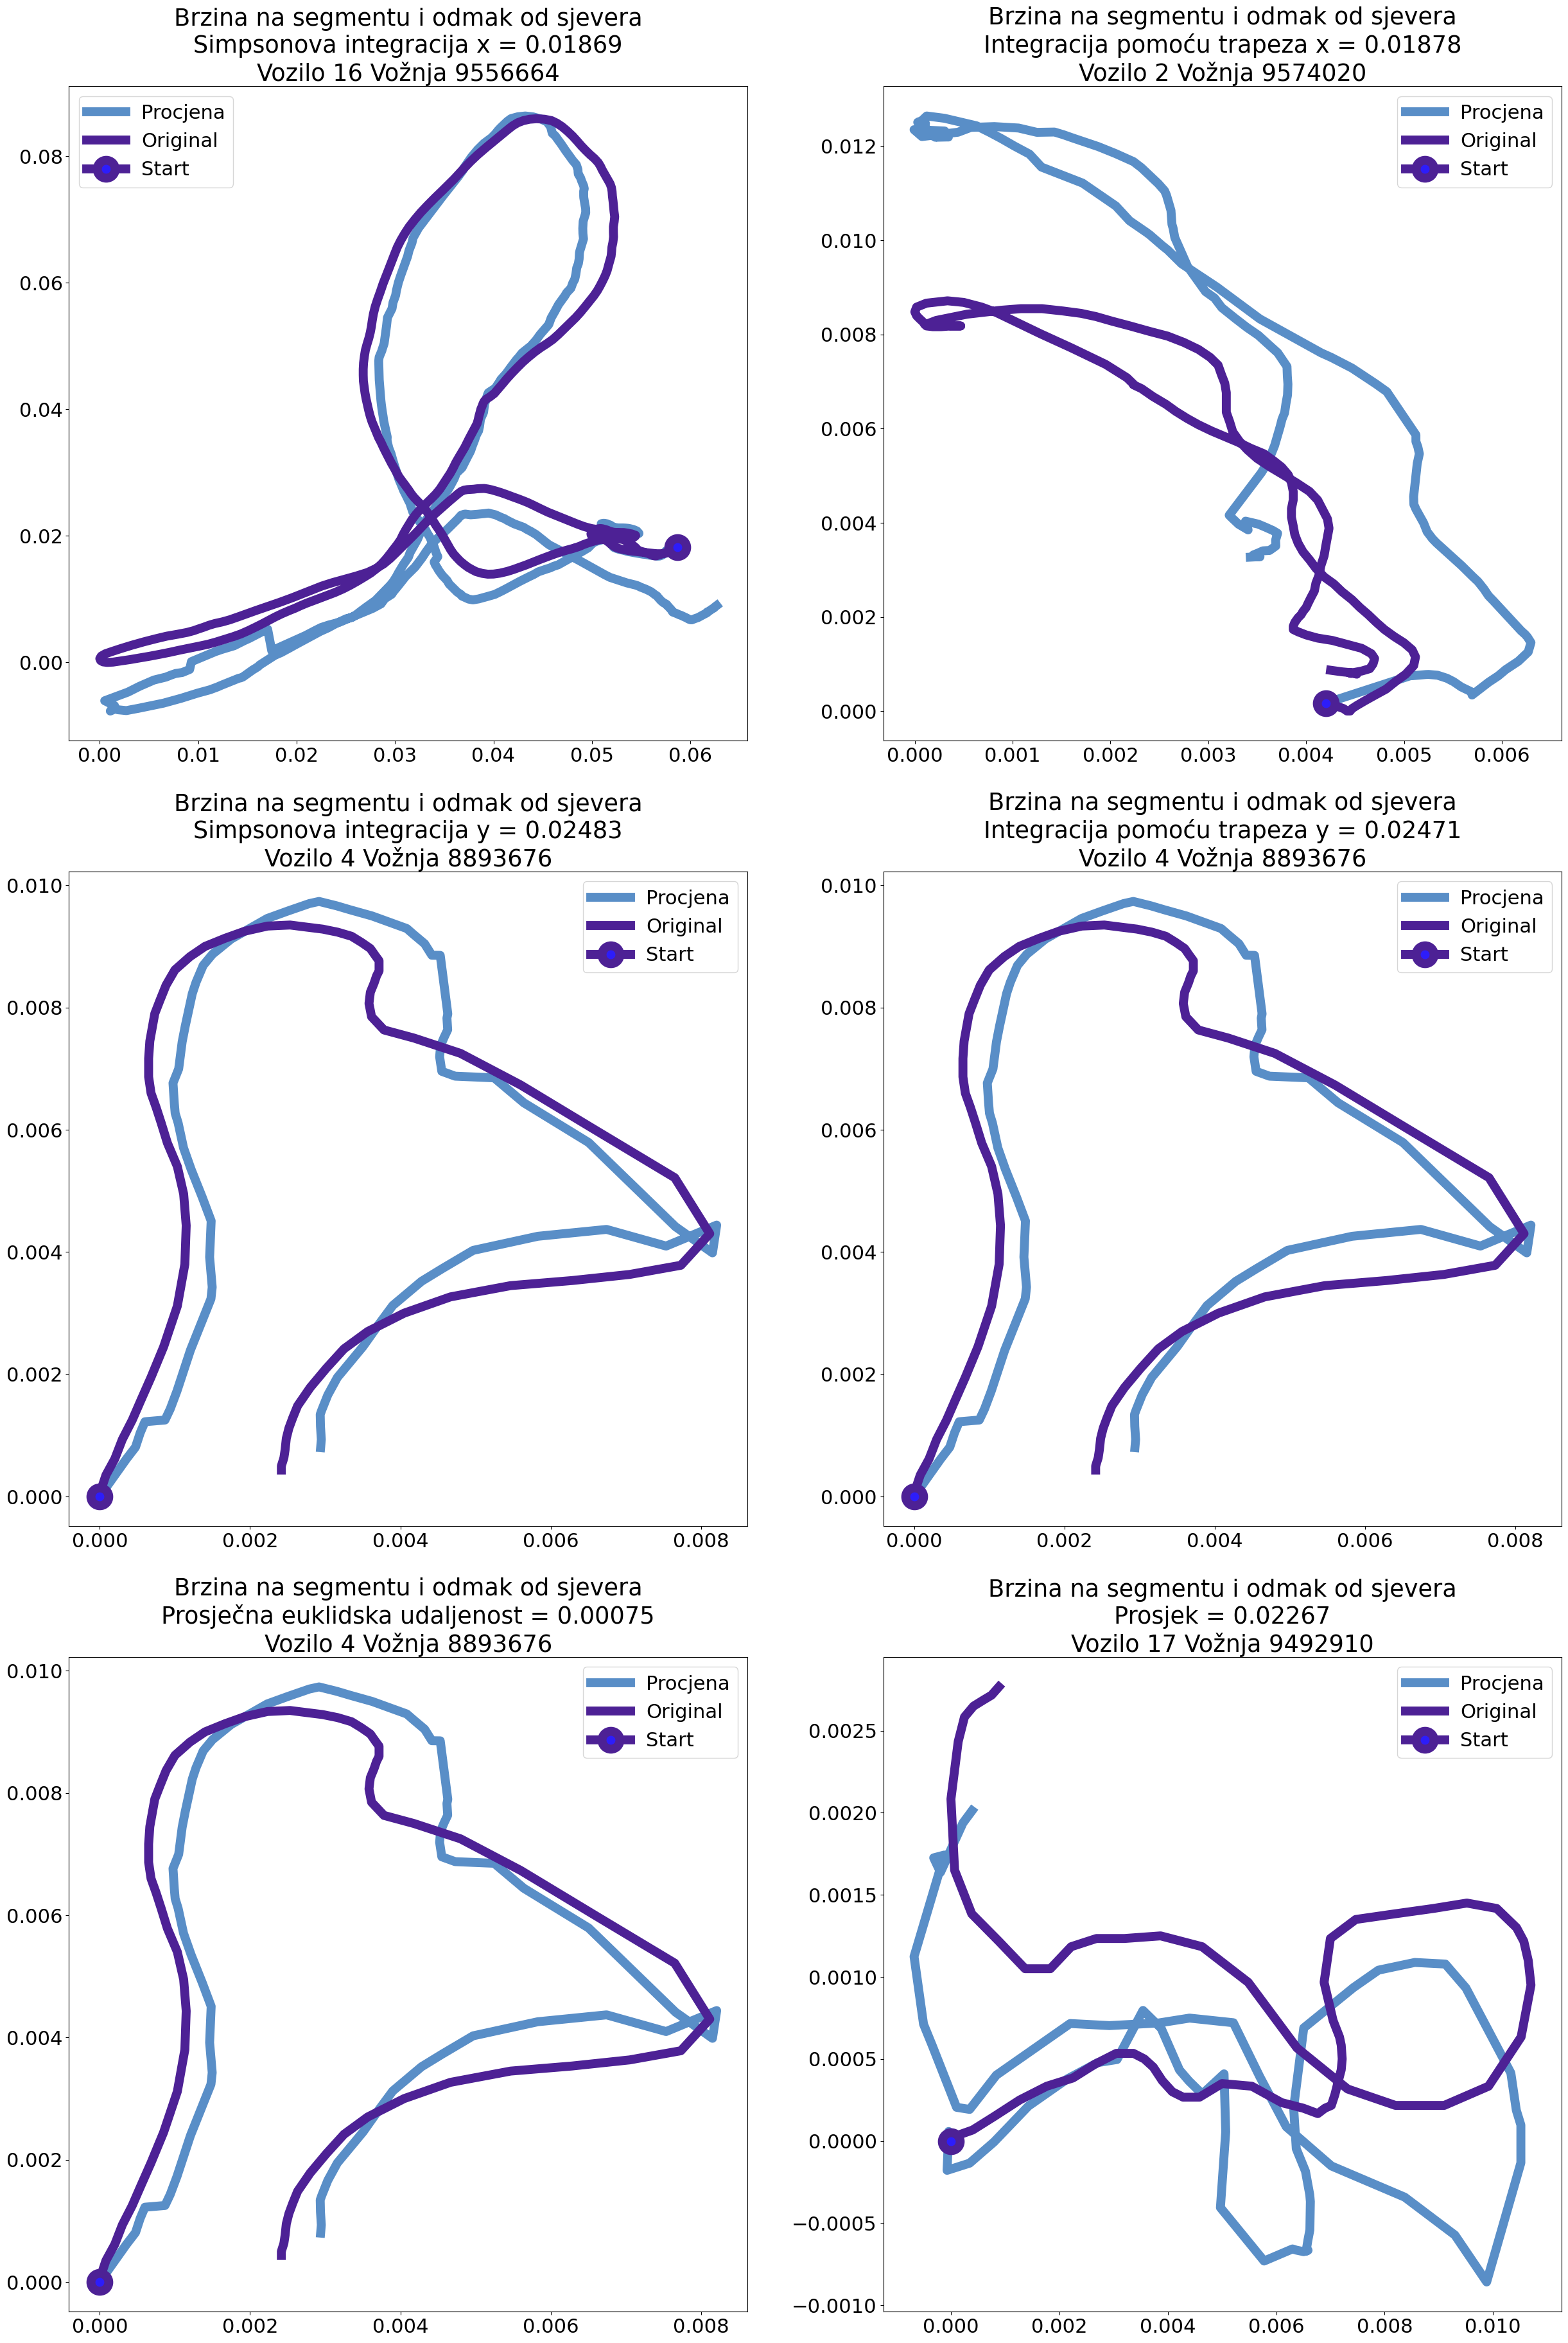 Brzina na segmentu i odmak od sjevera
Simpsonova integracija x = 0.01869
Vozilo 16 Vožnja 9556664
Procjena
Original
Start
0.08
0.06
0.04
0.02
0.00
0.00 0.01 0.02 0.03 0.04 0.05 0.06
Brzina na segmentu i odmak od sjevera
Integracija pomoću trapeza x = 0.01878
Vozilo 2 Vožnja 9574020
Procjena
Original
Start
0.012
0.010
0.008
0.006
0.004
0.002
0.000
0.000 0.001 0.002 0.003 0.004 0.005 0.006
Brzina na segmentu i odmak od sjevera
Simpsonova integracija y = 0.02483
Vozilo 4 Vožnja 8893676
Procjena
Original
Start
0.010
0.008
0.006
0.004
0.002
0.000
0.000 0.002 0.004 0.006 0.008
Brzina na segmentu i odmak od sjevera
Integracija pomoću trapeza y = 0.02471
Vozilo 4 Vožnja 8893676
Procjena
Original
Start
0.010
0.008
0.006
0.004
0.002
0.000
0.000 0.002 0.004 0.006 0.008
Brzina na segmentu i odmak od sjevera
Prosječna euklidska udaljenost = 0.00075
Vozilo 4 Vožnja 8893676
Procjena
Original
Start
0.010
0.008
0.006
0.004
0.002
0.000
0.000 0.002 0.004 0.006 0.008
Brzina na segmentu i odmak od sjevera
Prosjek = 0.02267
Vozilo 17 Vožnja 9492910
Procjena
Original
Start
0.0025
0.0020
0.0015
0.0010
0.0005
0.0000
−0.0005
−0.0010
0.000 0.002 0.004 0.006 0.008 0.010